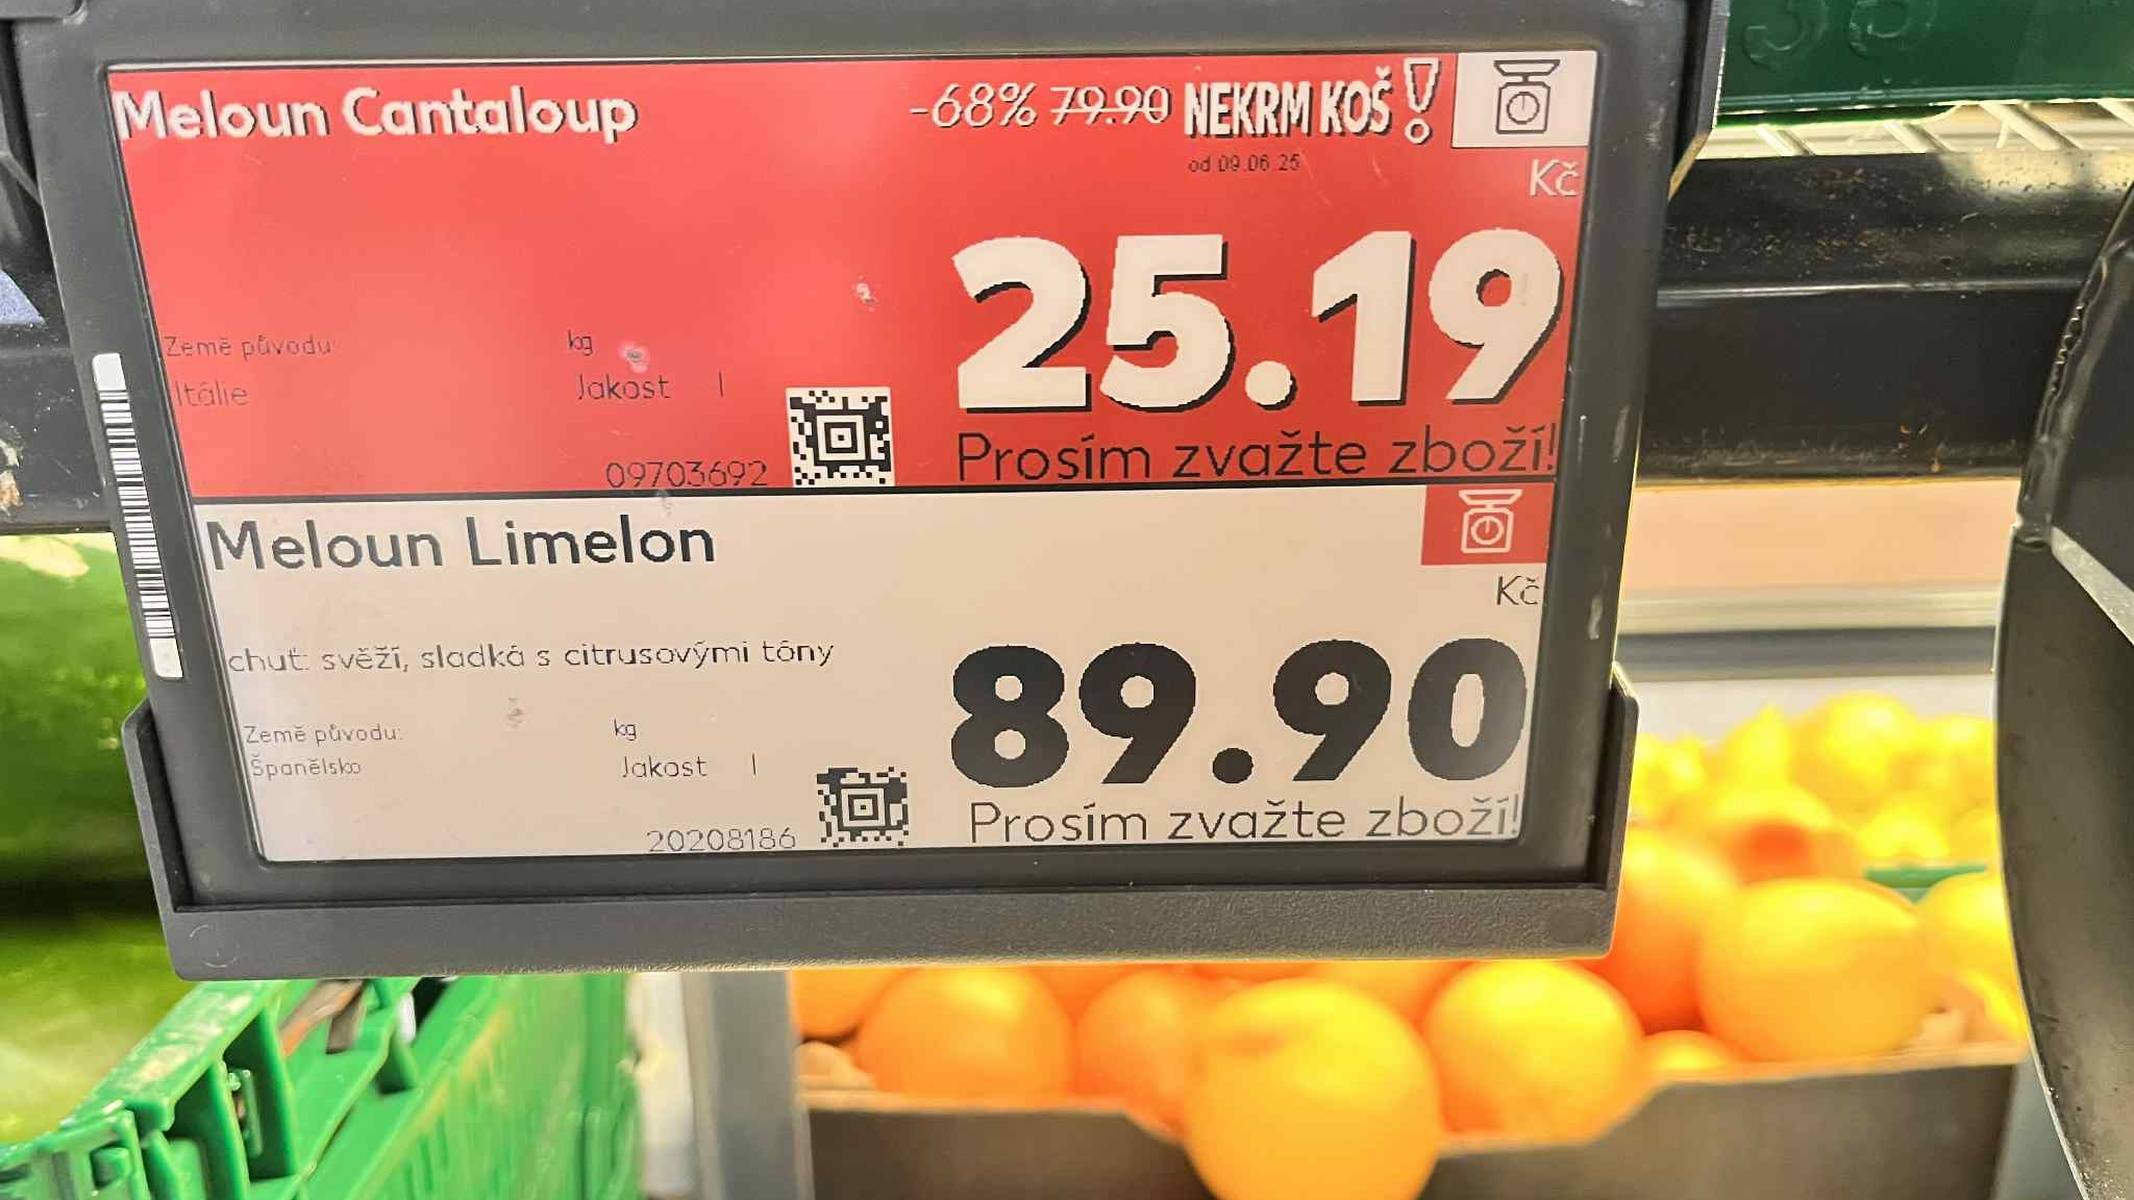 Meloun Cantaloup
-68% 79.90 NEKRM KOŠ!
od 09.06.25
Kč
25.19
Země původu:
Itálie
kg
Jakost I
09703692
Prosím zvažte zboží!
Meloun Limelon
Kč
chuť: svěží, sladká s citrusovými tóny
89.90
Země původu:
Španělsko
kg
Jakost I
20208186
Prosím zvažte zboží!